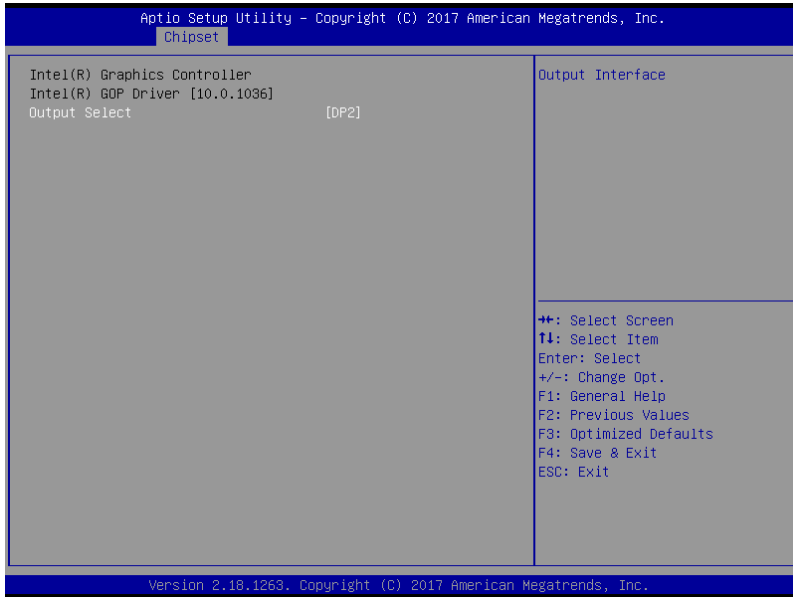 Aptio Setup Utility – Copyright (C) 2017 American Megatrends, Inc.
Chipset
Intel(R) Graphics Controller
Intel(R) GOP Driver [10.0.1036]
Output Select [DP2]
Output Interface
→←: Select Screen
↑↓: Select Item
Enter: Select
+/-: Change Opt.
F1: General Help
F2: Previous Values
F3: Optimized Defaults
F4: Save & Exit
ESC: Exit
Version 2.18.1263. Copyright (C) 2017 American Megatrends, Inc.